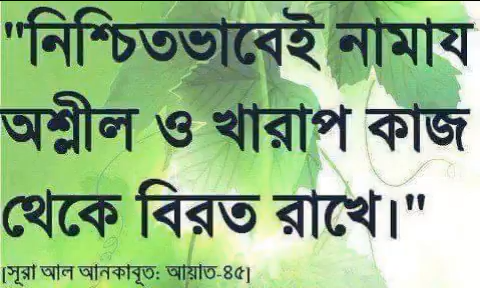 "নিশ্চিতভাবেই নামায
অশ্লীল ও খারাপ কাজ
থেকে বিরত রাখে।"
[সূরা আল আনকাবূত: আয়াত-৪৫]